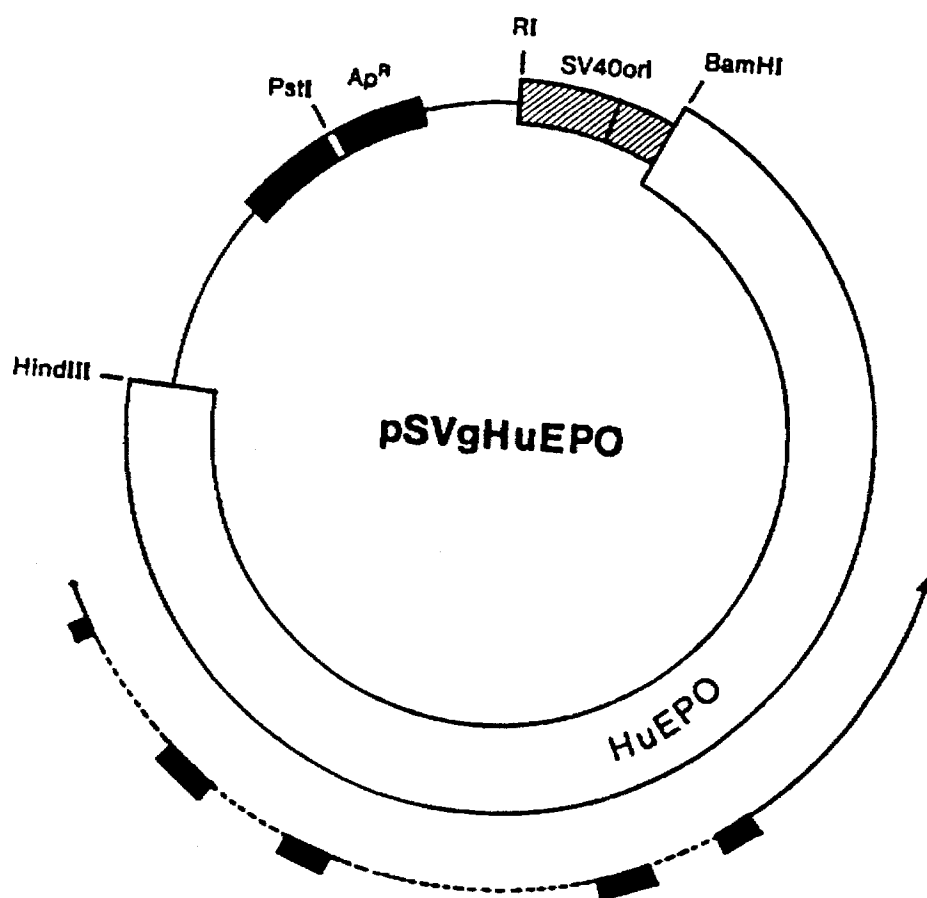 RI
SV40ori
BamHI
PstI
Ap^R
HindIII
pSVgHuEPO
HuEPO